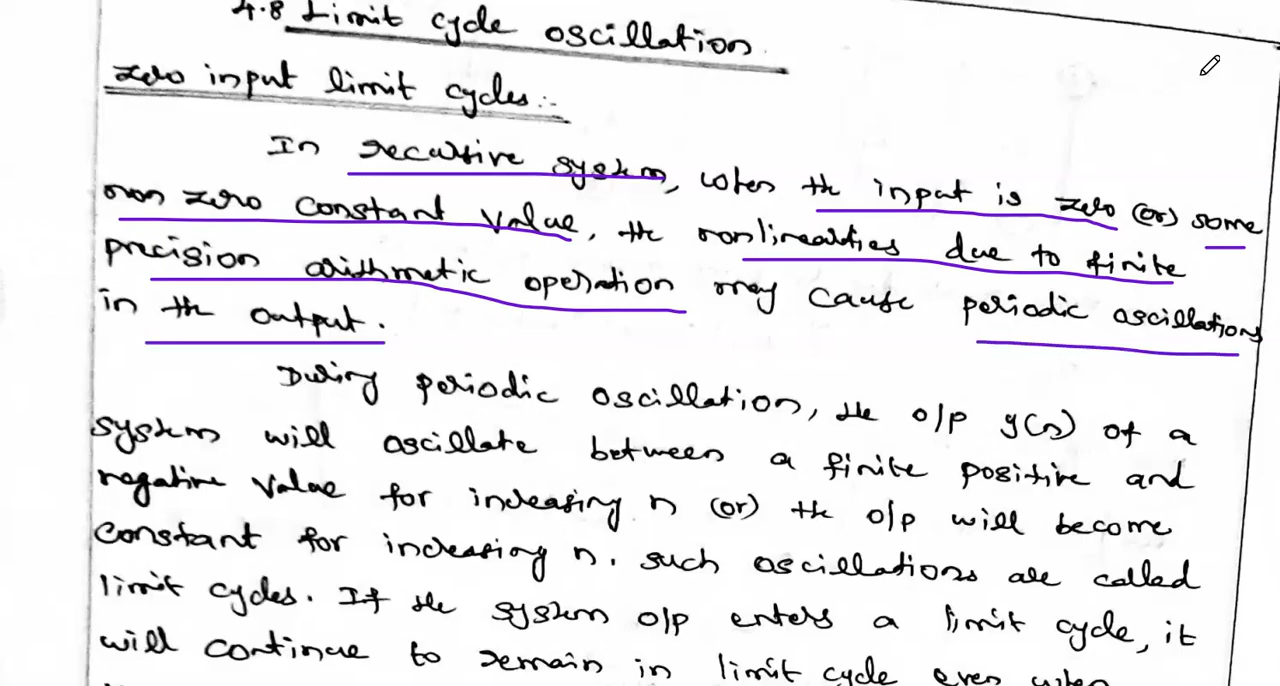 4.8 Limit cycle oscillation
zero input limit cycles:-
In recursive system, when the input is zero (or) some
non zero constant value, the nonlinearities due to finite
precision arithmetic operation may cause periodic oscillations
in the output.
During periodic oscillation, the o/p y(n) of a
system will oscillate between a finite positive and
negative value for increasing n (or) the o/p will become
constant for increasing n. such oscillations are called
limit cycles. If the system o/p enters a limit cycle, it
will continue to remain in limit cycle even when